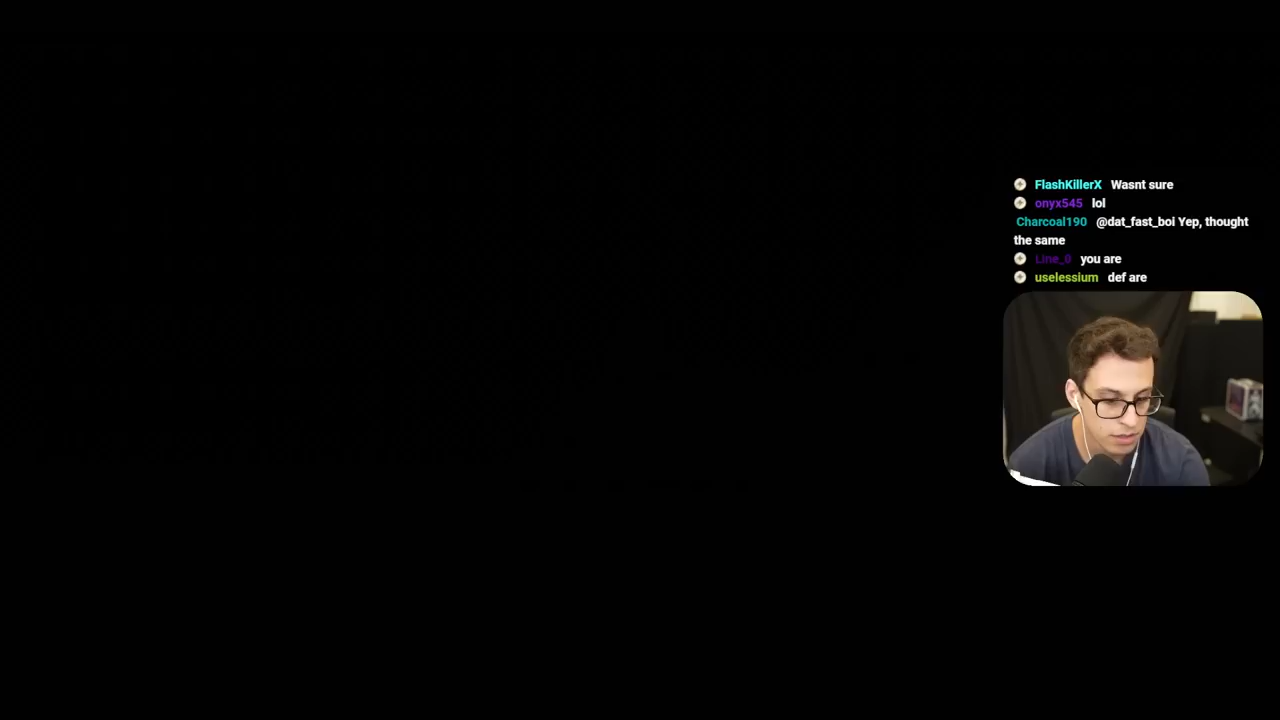 FlashKillerX Wasnt sure
onyx545 lol
Charcoal190 @dat_fast_boi Yep, thought
the same
Line_0 you are
uselessium def are